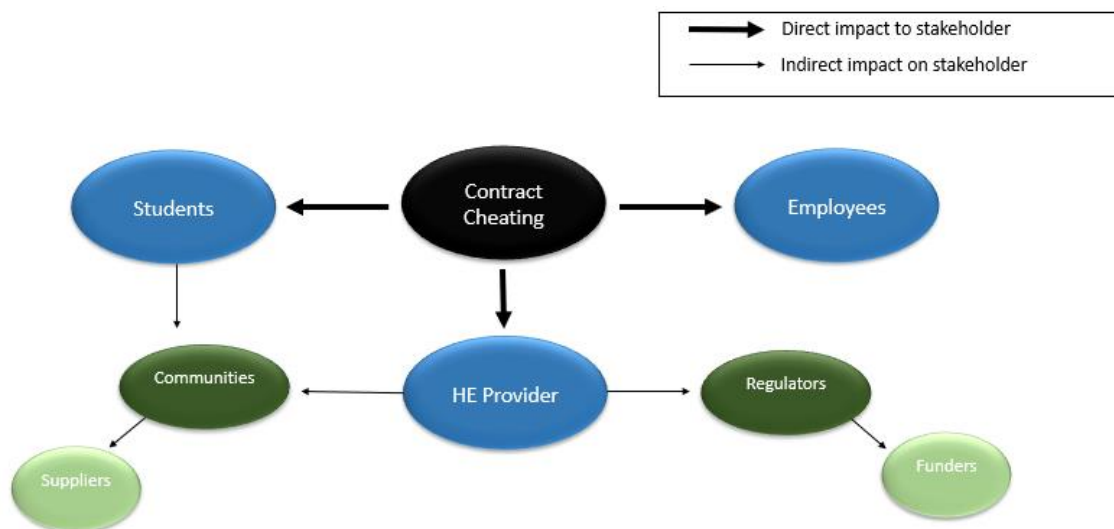 Direct impact to stakeholder
Indirect impact on stakeholder
Students
Contract
Cheating
Employees
Communities
HE Provider
Regulators
Suppliers
Funders